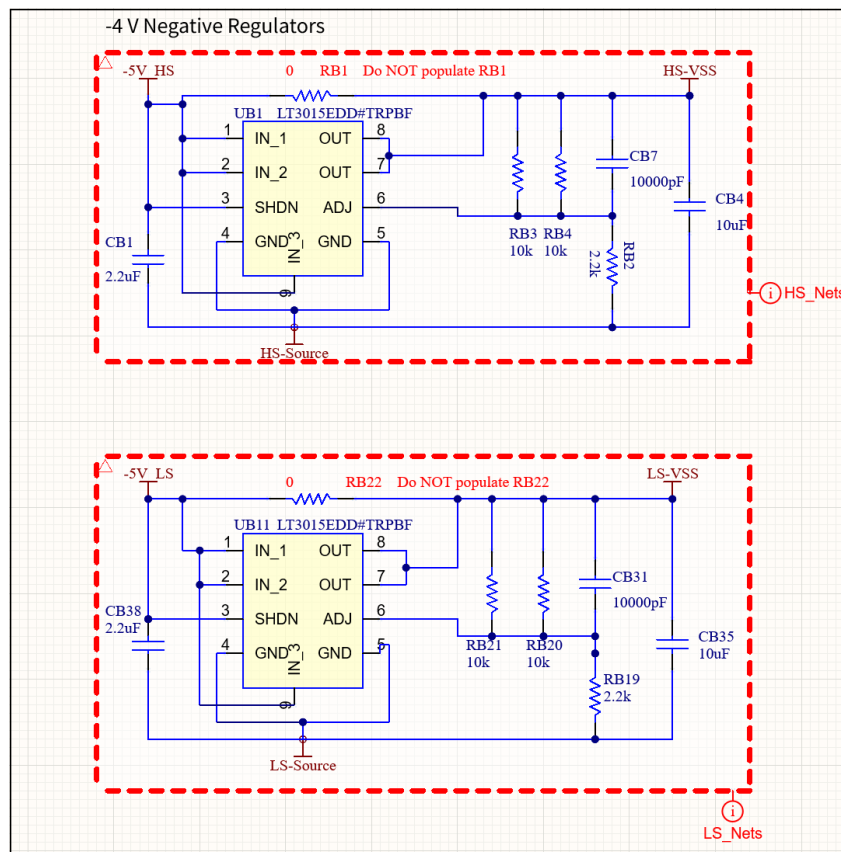 -4 V Negative Regulators
-5V_HS
0 RB1 Do NOT populate RB1
HS-VSS
UB1 LT3015EDD#TRPBF
1 IN_1 OUT 8
2 IN_2 OUT 7
3 SHDN ADJ 6
4 GND GND 5
IN_3
9
CB1
2.2uF
RB3
10k
RB4
10k
CB7
10000pF
RB2
2.2k
CB4
10uF
HS-Source
i HS_Nets
-5V_LS
0 RB22 Do NOT populate RB22
LS-VSS
UB11 LT3015EDD#TRPBF
1 IN_1 OUT 8
2 IN_2 OUT 7
3 SHDN ADJ 6
4 GND GND 5
IN_3
9
CB38
2.2uF
RB21
10k
RB20
10k
CB31
10000pF
RB19
2.2k
CB35
10uF
LS-Source
i
LS_Nets